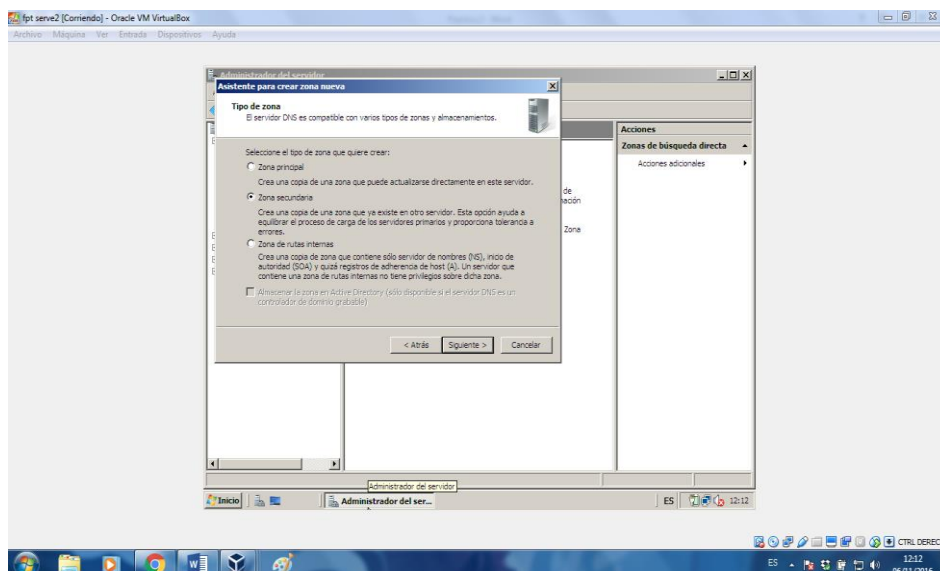 fpt serve2 [Corriendo] - Oracle VM VirtualBox
Archivo Máquina Ver Entrada Dispositivos Ayuda
Administrador del servidor
Asistente para crear zona nueva
Tipo de zona
El servidor DNS es compatible con varios tipos de zonas y almacenamientos.
Seleccione el tipo de zona que quiere crear:
Zona principal
Crea una copia de una zona que puede actualizarse directamente en este servidor.
Zona secundaria
Crea una copia de una zona que ya existe en otro servidor. Esta opción ayuda a
equilibrar el proceso de carga de los servidores primarios y proporciona tolerancia a
errores.
Zona de rutas internas
Crea una copia de zona que contiene sólo servidor de nombres (NS), inicio de
autoridad (SOA) y quizá registros de adherencia de host (A). Un servidor que
contiene una zona de rutas internas no tiene privilegios sobre dicha zona.
Almacenar la zona en Active Directory (sólo disponible si el servidor DNS es un
controlador de dominio grabable)
< Atrás Siguiente > Cancelar
de
Zona
Acciones
Zonas de búsqueda directa
Acciones adicionales
Administrador del servidor
Inicio Administrador del ser... ES 12:12
CTRL DEREC
ES 12:12
06/11/2016